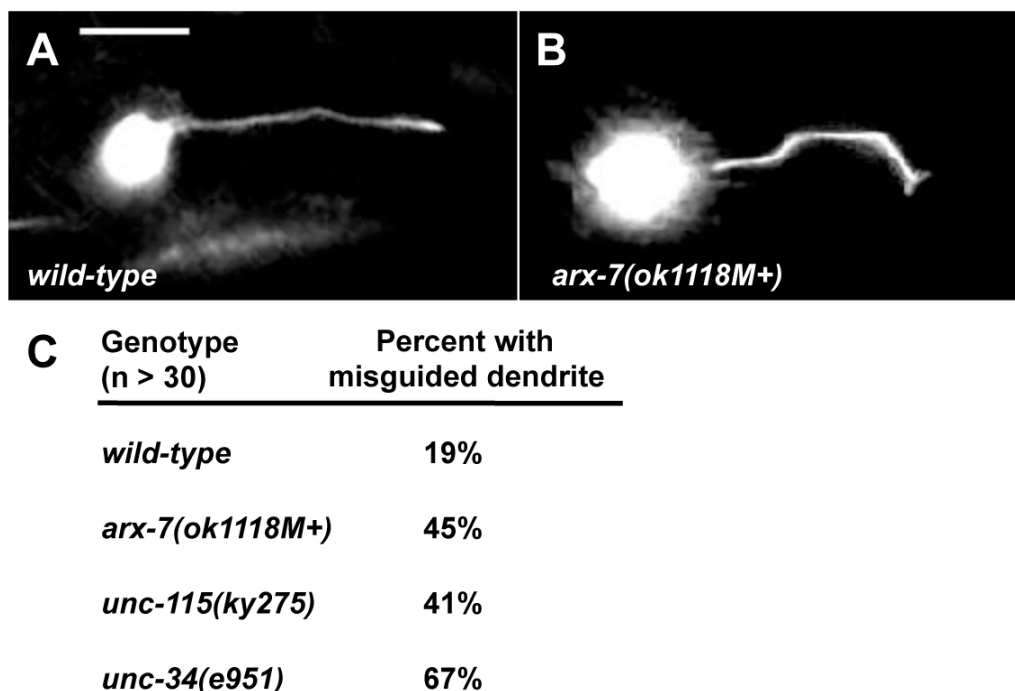 A
wild-type
B
arx-7(ok1118M+)
C
Genotype
(n > 30)
Percent with
misguided dendrite
wild-type 19%
arx-7(ok1118M+) 45%
unc-115(ky275) 41%
unc-34(e951) 67%